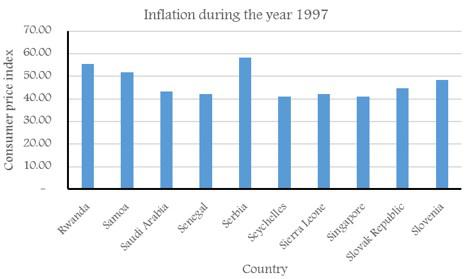 Inflation during the year 1997
Consumer price index
70.00
60.00
50.00
40.00
30.00
20.00
10.00
-
Rwanda
Samoa
Saudi Arabia
Senegal
Serbia
Seychelles
Sierra Leone
Singapore
Slovak Republic
Slovenia
Country